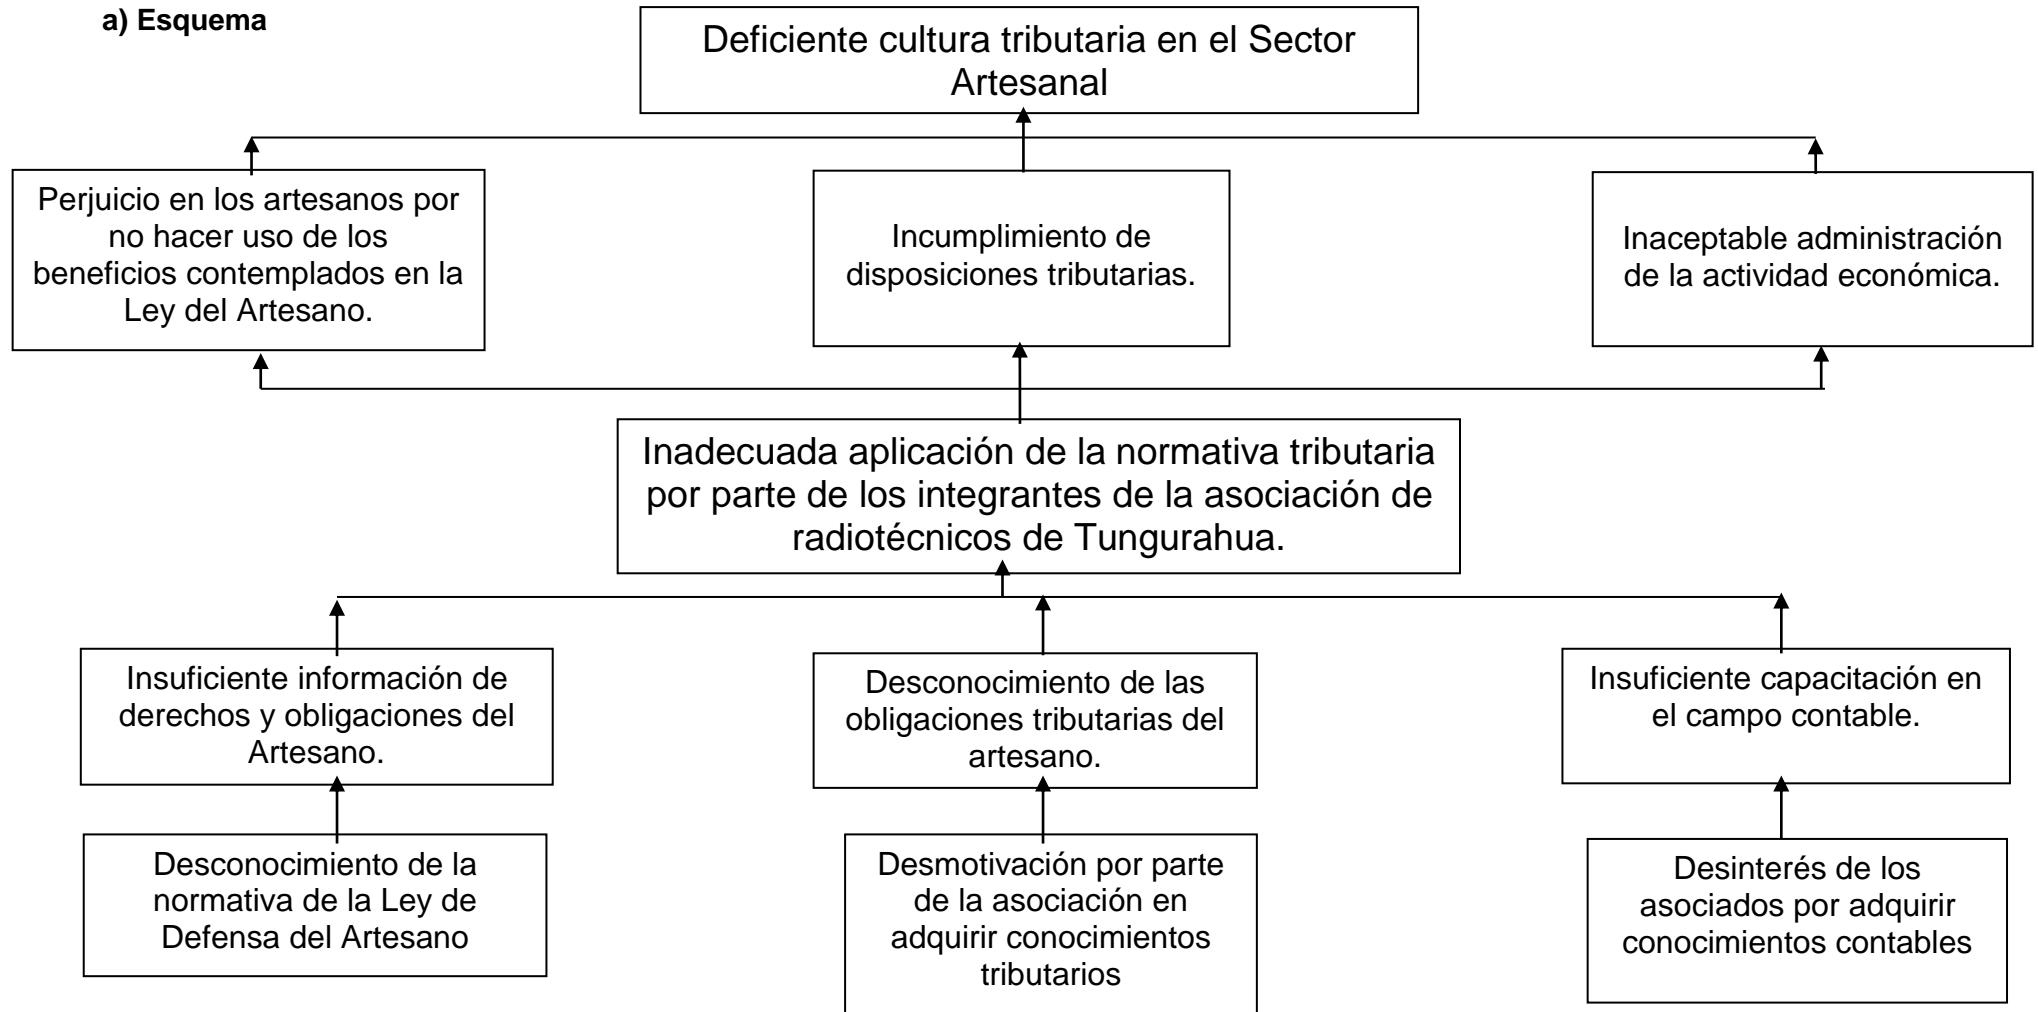 a) Esquema
Deficiente cultura tributaria en el Sector
Artesanal
Perjuicio en los artesanos por
no hacer uso de los
beneficios contemplados en la
Ley del Artesano.
Incumplimiento de
disposiciones tributarias.
Inaceptable administración
de la actividad económica.
Inadecuada aplicación de la normativa tributaria
por parte de los integrantes de la asociación de
radiotécnicos de Tungurahua.
Insuficiente información de
derechos y obligaciones del
Artesano.
Desconocimiento de las
obligaciones tributarias del
artesano.
Insuficiente capacitación en
el campo contable.
Desconocimiento de la
normativa de la Ley de
Defensa del Artesano
Desmotivación por parte
de la asociación en
adquirir conocimientos
tributarios
Desinterés de los
asociados por adquirir
conocimientos contables